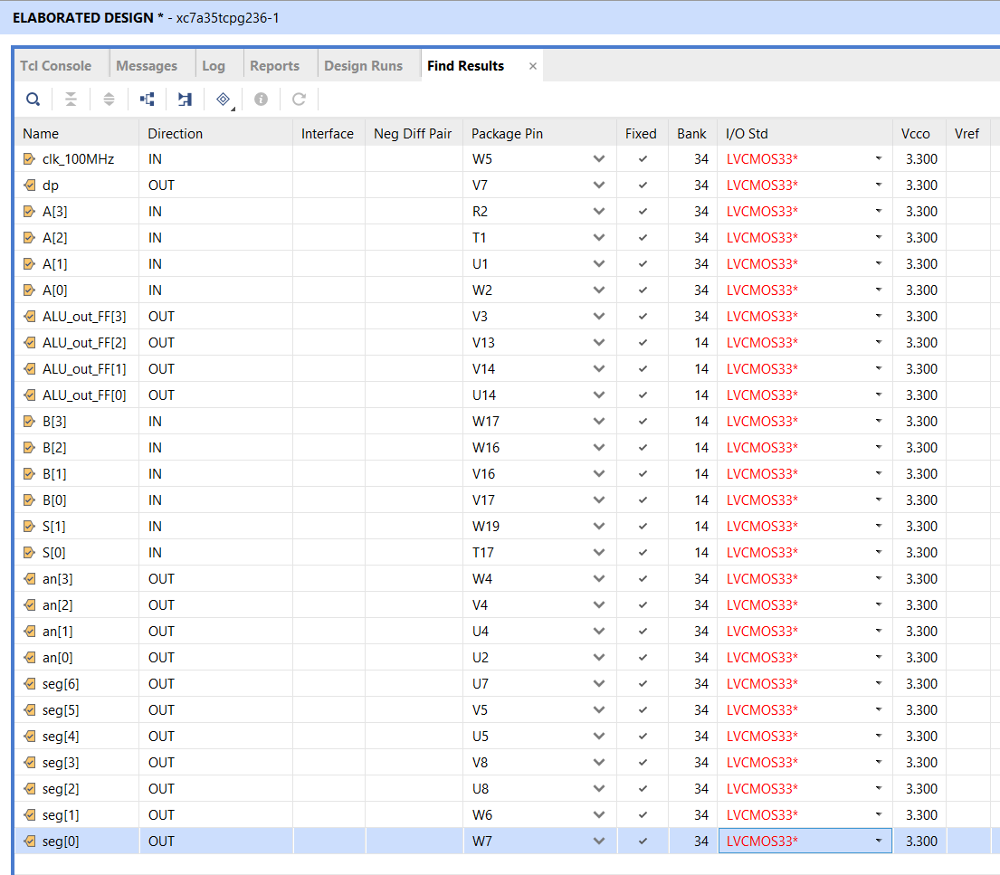 ELABORATED DESIGN * - xc7a35tcpg236-1
Tcl Console Messages Log Reports Design Runs Find Results ×
Name Direction Interface Neg Diff Pair Package Pin Fixed Bank I/O Std Vcco Vref
clk_100MHz IN W5 34 LVCMOS33* 3.300
dp OUT V7 34 LVCMOS33* 3.300
A[3] IN R2 34 LVCMOS33* 3.300
A[2] IN T1 34 LVCMOS33* 3.300
A[1] IN U1 34 LVCMOS33* 3.300
A[0] IN W2 34 LVCMOS33* 3.300
ALU_out_FF[3] OUT V3 34 LVCMOS33* 3.300
ALU_out_FF[2] OUT V13 14 LVCMOS33* 3.300
ALU_out_FF[1] OUT V14 14 LVCMOS33* 3.300
ALU_out_FF[0] OUT U14 14 LVCMOS33* 3.300
B[3] IN W17 14 LVCMOS33* 3.300
B[2] IN W16 14 LVCMOS33* 3.300
B[1] IN V16 14 LVCMOS33* 3.300
B[0] IN V17 14 LVCMOS33* 3.300
S[1] IN W19 14 LVCMOS33* 3.300
S[0] IN T17 14 LVCMOS33* 3.300
an[3] OUT W4 34 LVCMOS33* 3.300
an[2] OUT V4 34 LVCMOS33* 3.300
an[1] OUT U4 34 LVCMOS33* 3.300
an[0] OUT U2 34 LVCMOS33* 3.300
seg[6] OUT U7 34 LVCMOS33* 3.300
seg[5] OUT V5 34 LVCMOS33* 3.300
seg[4] OUT U5 34 LVCMOS33* 3.300
seg[3] OUT V8 34 LVCMOS33* 3.300
seg[2] OUT U8 34 LVCMOS33* 3.300
seg[1] OUT W6 34 LVCMOS33* 3.300
seg[0] OUT W7 34 LVCMOS33* 3.300